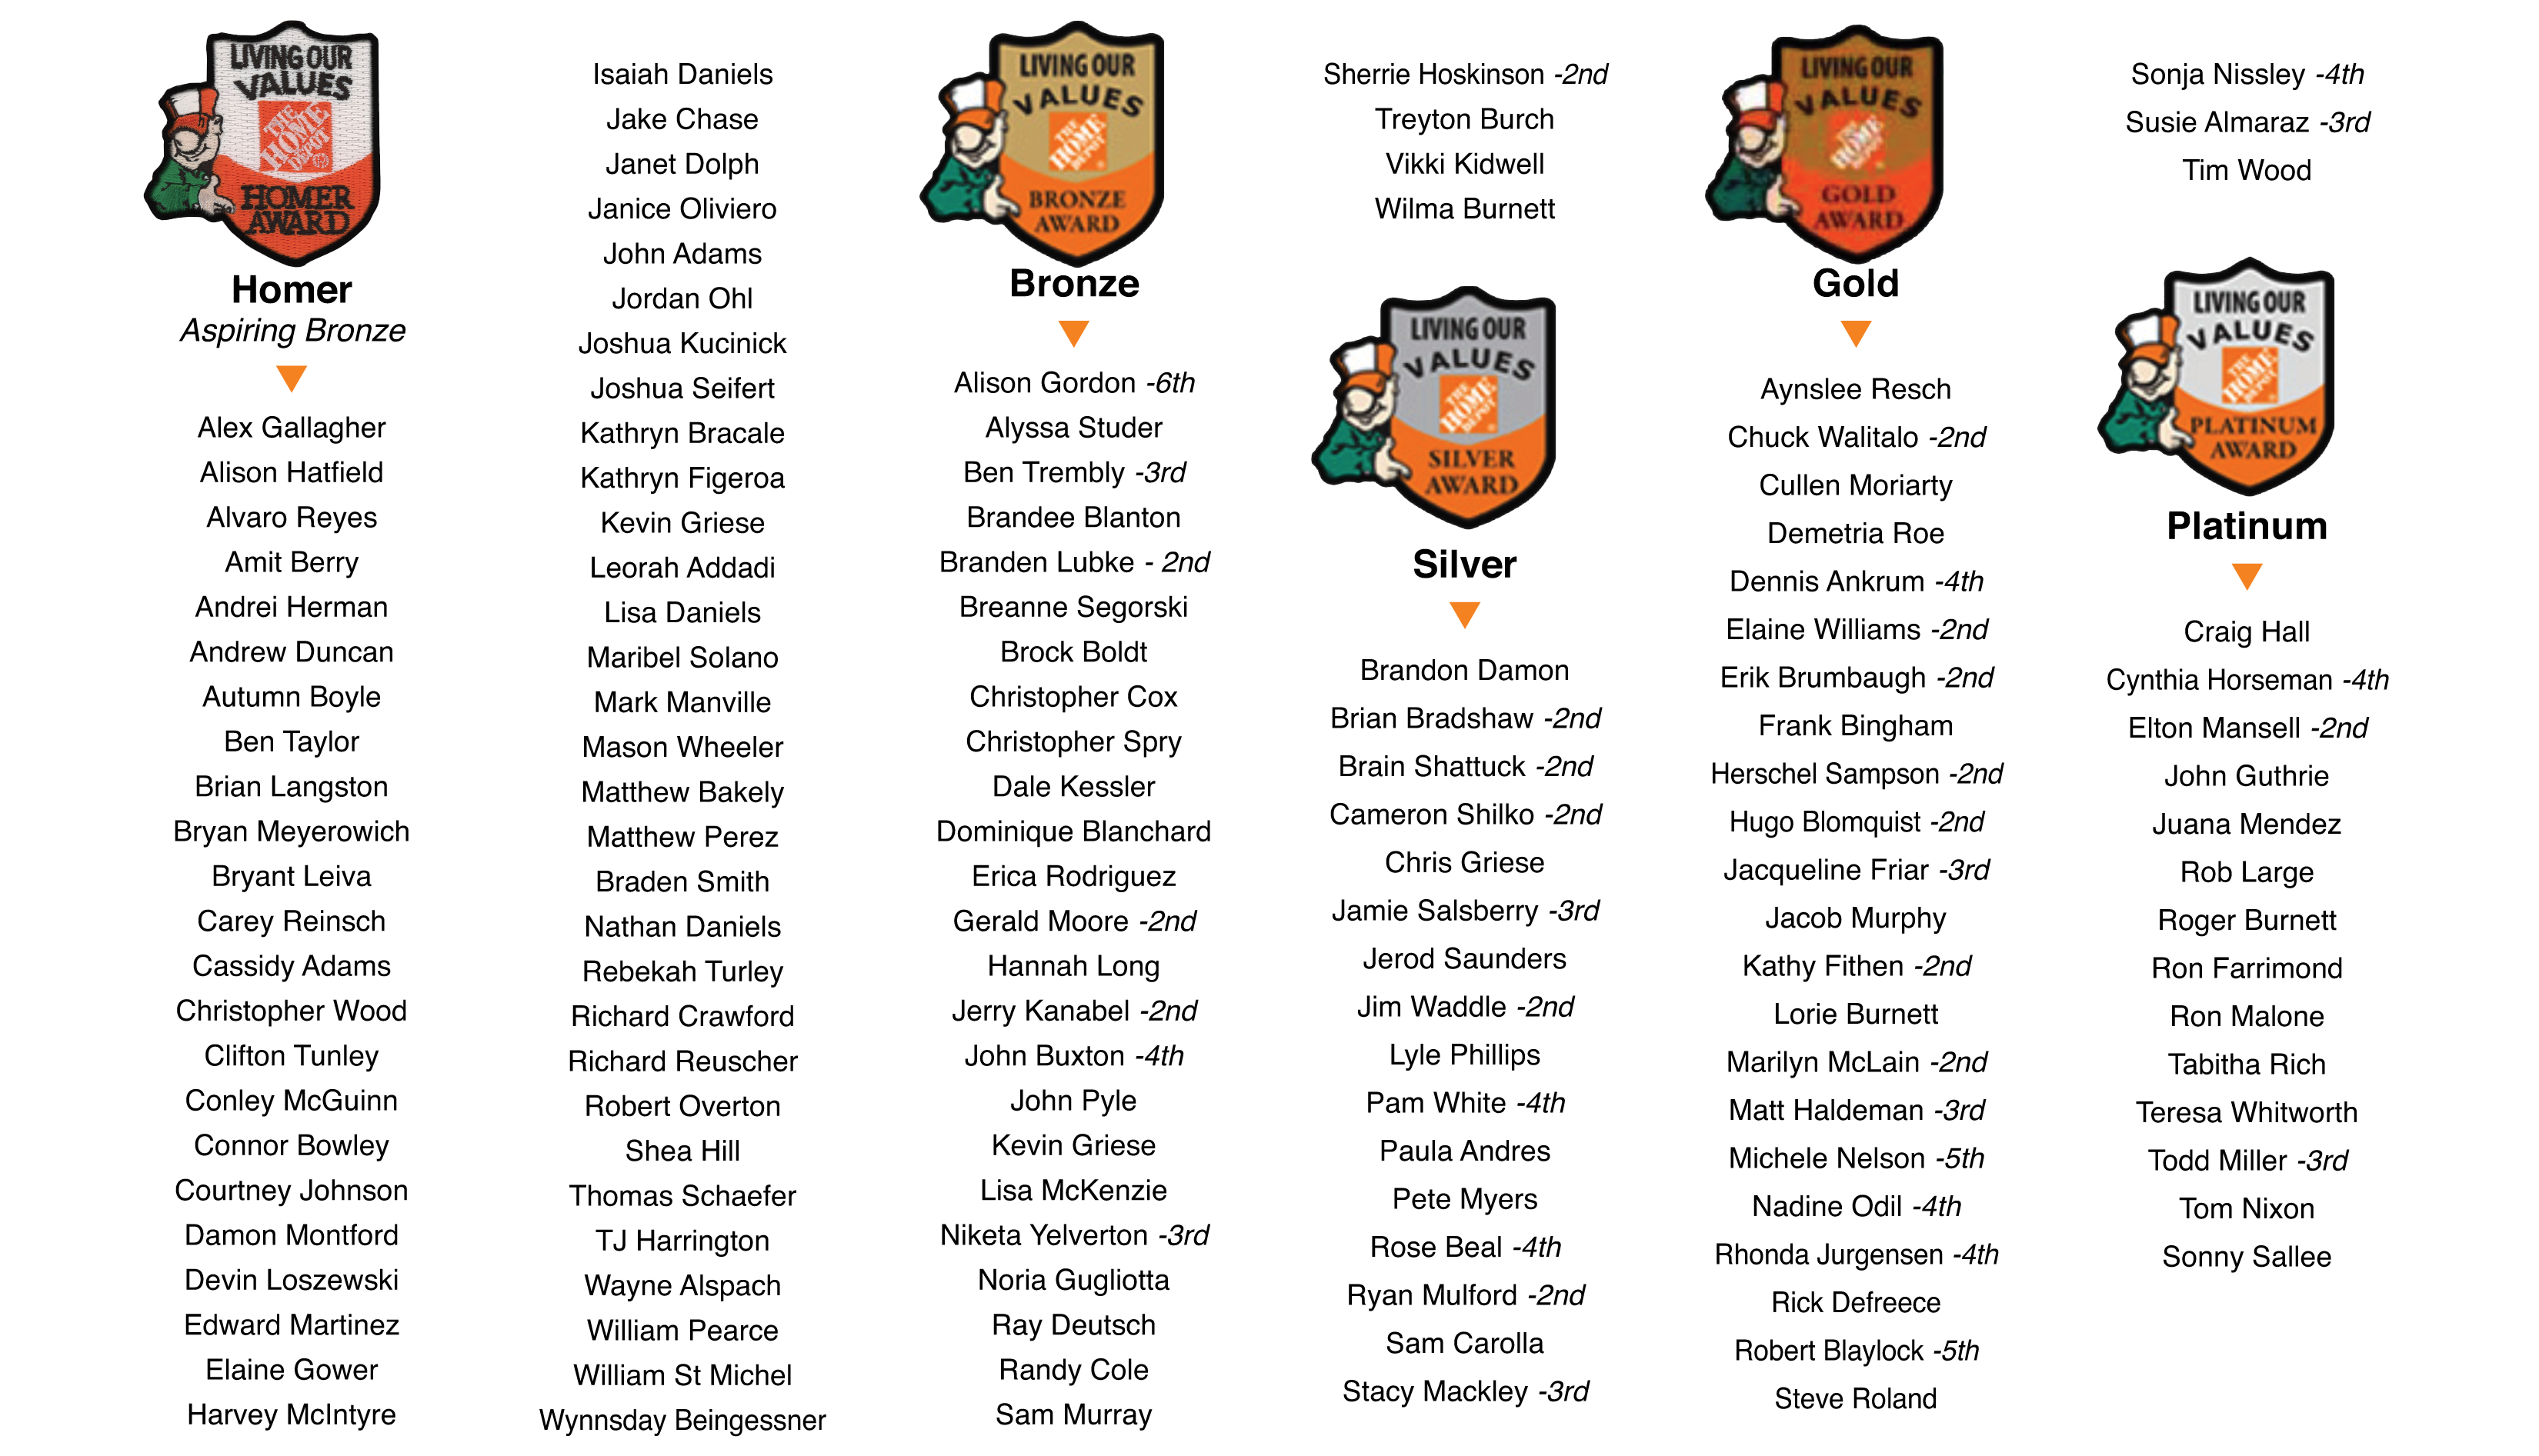 LIVING OUR
VALUES
THE
HOME
DEPOT
HOMER
AWARD
Homer
Aspiring Bronze
Alex Gallagher
Alison Hatfield
Alvaro Reyes
Amit Berry
Andrei Herman
Andrew Duncan
Autumn Boyle
Ben Taylor
Brian Langston
Bryan Meyerowich
Bryant Leiva
Carey Reinsch
Cassidy Adams
Christopher Wood
Clifton Tunley
Conley McGuinn
Connor Bowley
Courtney Johnson
Damon Montford
Devin Loszewski
Edward Martinez
Elaine Gower
Harvey McIntyre
Isaiah Daniels
Jake Chase
Janet Dolph
Janice Oliviero
John Adams
Jordan Ohl
Joshua Kucinick
Joshua Seifert
Kathryn Bracale
Kathryn Figeroa
Kevin Griese
Leorah Addadi
Lisa Daniels
Maribel Solano
Mark Manville
Mason Wheeler
Matthew Bakely
Matthew Perez
Braden Smith
Nathan Daniels
Rebekah Turley
Richard Crawford
Richard Reuscher
Robert Overton
Shea Hill
Thomas Schaefer
TJ Harrington
Wayne Alspach
William Pearce
William St Michel
Wynnsday Beingessner
LIVING OUR
VALUES
THE
HOME
DEPOT
BRONZE
AWARD
Bronze
Alison Gordon -6th
Alyssa Studer
Ben Trembly -3rd
Brandee Blanton
Branden Lubke - 2nd
Breanne Segorski
Brock Boldt
Christopher Cox
Christopher Spry
Dale Kessler
Dominique Blanchard
Erica Rodriguez
Gerald Moore -2nd
Hannah Long
Jerry Kanabel -2nd
John Buxton -4th
John Pyle
Kevin Griese
Lisa McKenzie
Niketa Yelverton -3rd
Noria Gugliotta
Ray Deutsch
Randy Cole
Sam Murray
Sherrie Hoskinson -2nd
Treyton Burch
Vikki Kidwell
Wilma Burnett
LIVING OUR
VALUES
THE
HOME
DEPOT
SILVER
AWARD
Silver
Brandon Damon
Brian Bradshaw -2nd
Brain Shattuck -2nd
Cameron Shilko -2nd
Chris Griese
Jamie Salsberry -3rd
Jerod Saunders
Jim Waddle -2nd
Lyle Phillips
Pam White -4th
Paula Andres
Pete Myers
Rose Beal -4th
Ryan Mulford -2nd
Sam Carolla
Stacy Mackley -3rd
LIVING OUR
VALUES
THE
HOME
DEPOT
GOLD
AWARD
Gold
Aynslee Resch
Chuck Walitalo -2nd
Cullen Moriarty
Demetria Roe
Dennis Ankrum -4th
Elaine Williams -2nd
Erik Brumbaugh -2nd
Frank Bingham
Herschel Sampson -2nd
Hugo Blomquist -2nd
Jacqueline Friar -3rd
Jacob Murphy
Kathy Fithen -2nd
Lorie Burnett
Marilyn McLain -2nd
Matt Haldeman -3rd
Michele Nelson -5th
Nadine Odil -4th
Rhonda Jurgensen -4th
Rick Defreece
Robert Blaylock -5th
Steve Roland
Sonja Nissley -4th
Susie Almaraz -3rd
Tim Wood
LIVING OUR
VALUES
THE
HOME
DEPOT
PLATINUM
AWARD
Platinum
Craig Hall
Cynthia Horseman -4th
Elton Mansell -2nd
John Guthrie
Juana Mendez
Rob Large
Roger Burnett
Ron Farrimond
Ron Malone
Tabitha Rich
Teresa Whitworth
Todd Miller -3rd
Tom Nixon
Sonny Sallee